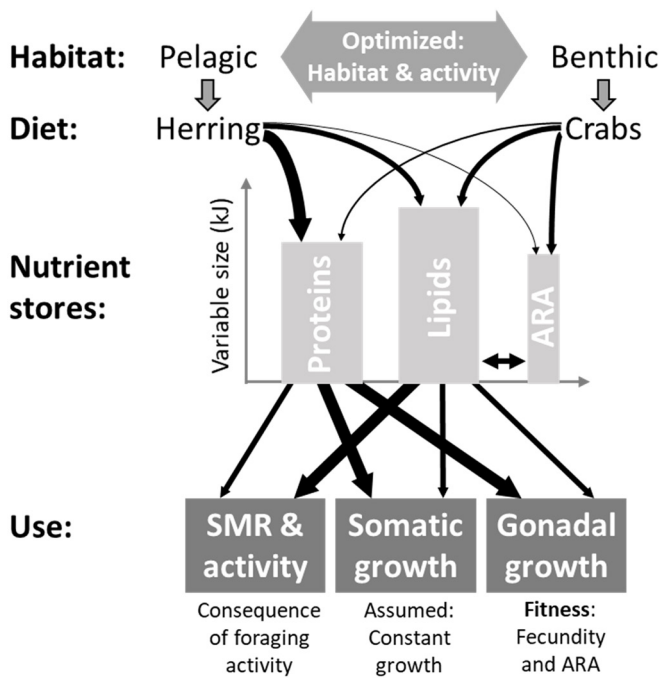 Habitat: Pelagic Optimized: Benthic
Habitat & activity
Diet: Herring Crabs
Nutrient
stores:
Variable size (kJ)
Proteins
Lipids
ARA
Use:
SMR &
activity
Somatic
growth
Gonadal
growth
Consequence
of foraging
activity
Assumed:
Constant
growth
Fitness:
Fecundity
and ARA